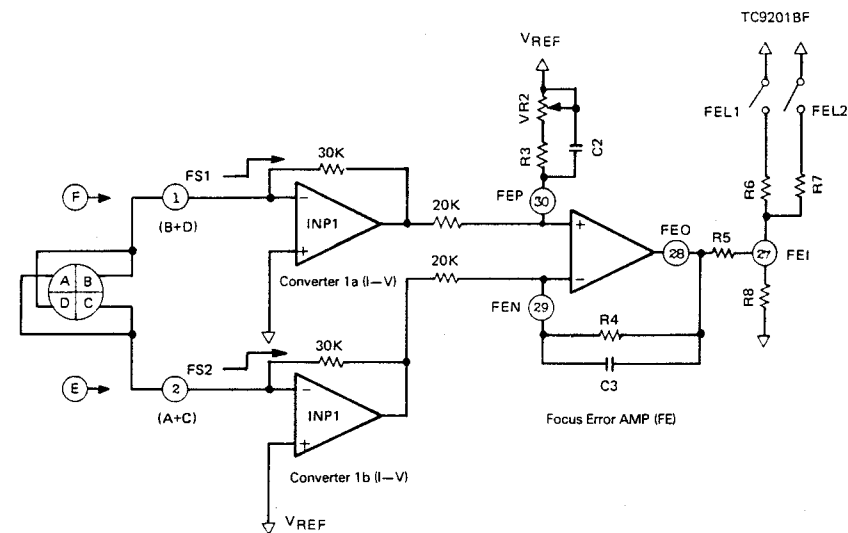 TC9201BF
VREF
FEL1
FEL2
VR2
R3
C2
R6
R7
FEP
30
F
FS1
30K
1
(B+D)
−
INP1
+
20K
Converter 1a (I—V)
+
−
FEO
28
R5
27
FEI
A
B
D
C
20K
FEN
29
R8
R4
C3
FS2
30K
E
2
(A+C)
−
INP1
+
Focus Error AMP (FE)
Converter 1b (I—V)
VREF